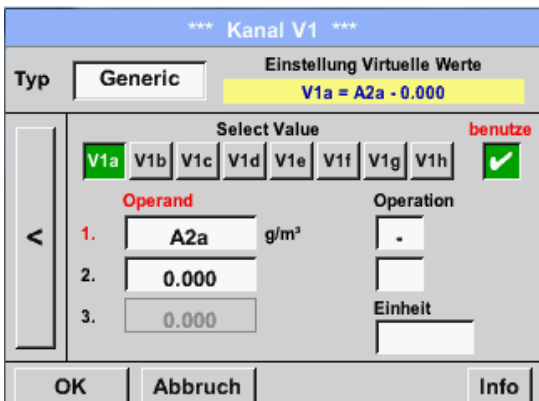 *** Kanal V1 ***
Typ
Generic
Einstellung Virtuelle Werte
V1a = A2a - 0.000
Select Value
benutze
V1a V1b V1c V1d V1e V1f V1g V1h
Operand
Operation
<
1. A2a g/m³ -
2. 0.000
3. 0.000
Einheit
OK Abbruch Info